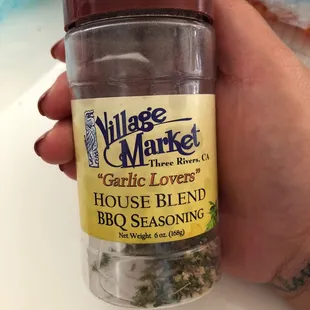 Village
Market
Three Rivers, CA
"Garlic Lovers"
HOUSE BLEND
BBQ SEASONING
Net Weight 6 oz. (168g)